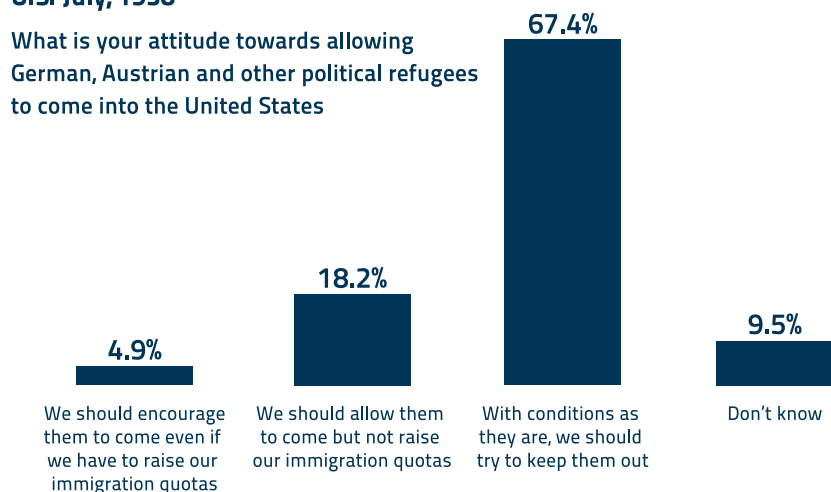 U.S. July, 1938
What is your attitude towards allowing
German, Austrian and other political refugees
to come into the United States
67.4%
18.2%
9.5%
4.9%
We should encourage
them to come even if
we have to raise our
immigration quotas
We should allow them
to come but not raise
our immigration quotas
With conditions as
they are, we should
try to keep them out
Don't know